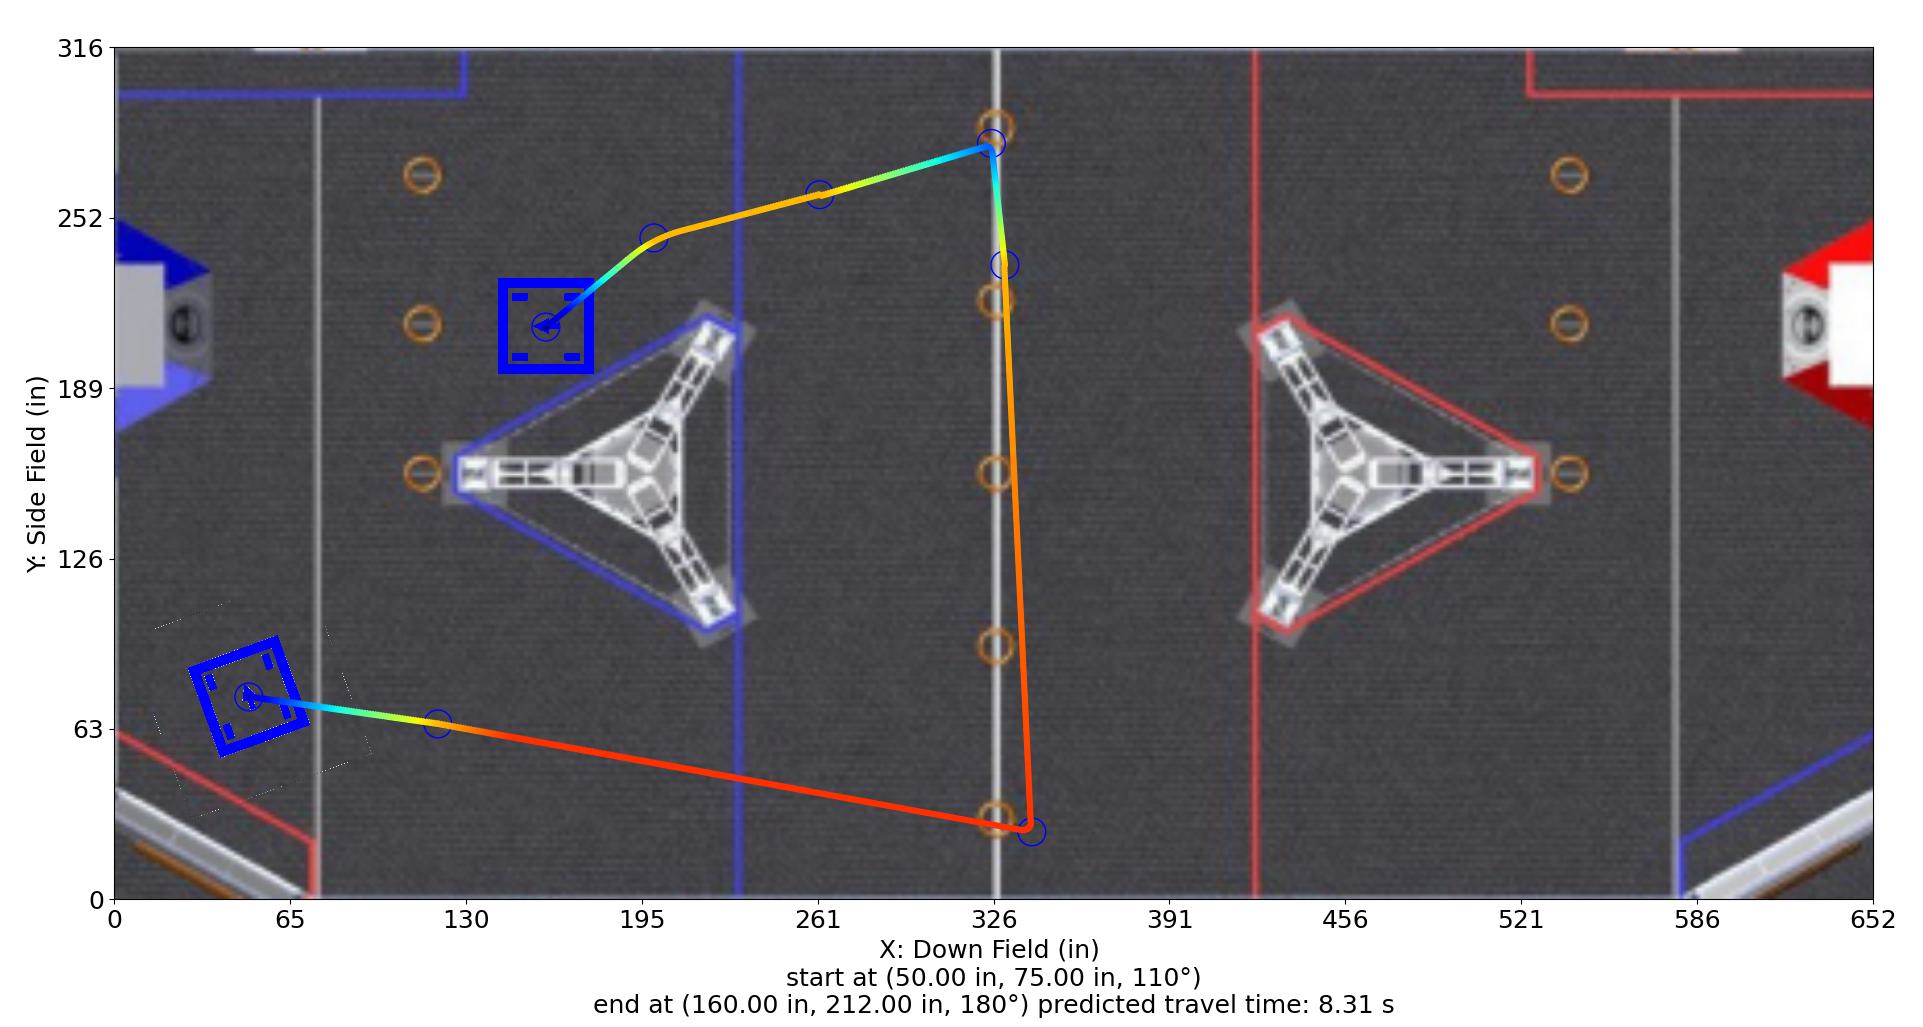 316
252
189
126
63
0
Y: Side Field (in)
0 65 130 195 261 326 391 456 521 586 652
X: Down Field (in)
start at (50.00 in, 75.00 in, 110°)
end at (160.00 in, 212.00 in, 180°) predicted travel time: 8.31 s